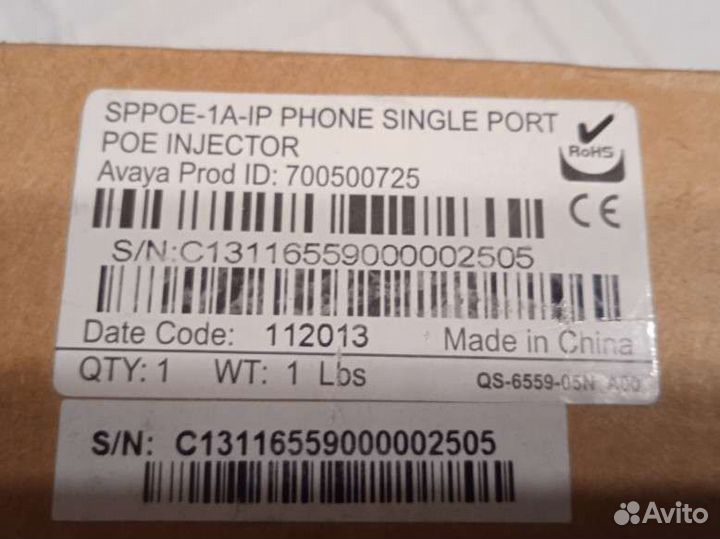 SPPOE-1A-IP PHONE SINGLE PORT
POE INJECTOR
RoHS
Avaya Prod ID: 700500725
CE
S/N:C13116559000002505
Date Code: 112013 Made in China
QTY: 1 WT: 1 Lbs QS-6559-05N A00
S/N: C13116559000002505
Avito